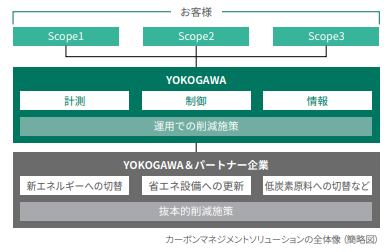 お客様
Scope1 Scope2 Scope3
YOKOGAWA
計測 制御 情報
運用での削減施策
YOKOGAWA&パートナー企業
新エネルギーへの切替 省エネ設備への更新 低炭素原料への切替など
抜本的削減施策
カーボンマネジメントソリューションの全体像（簡略図）